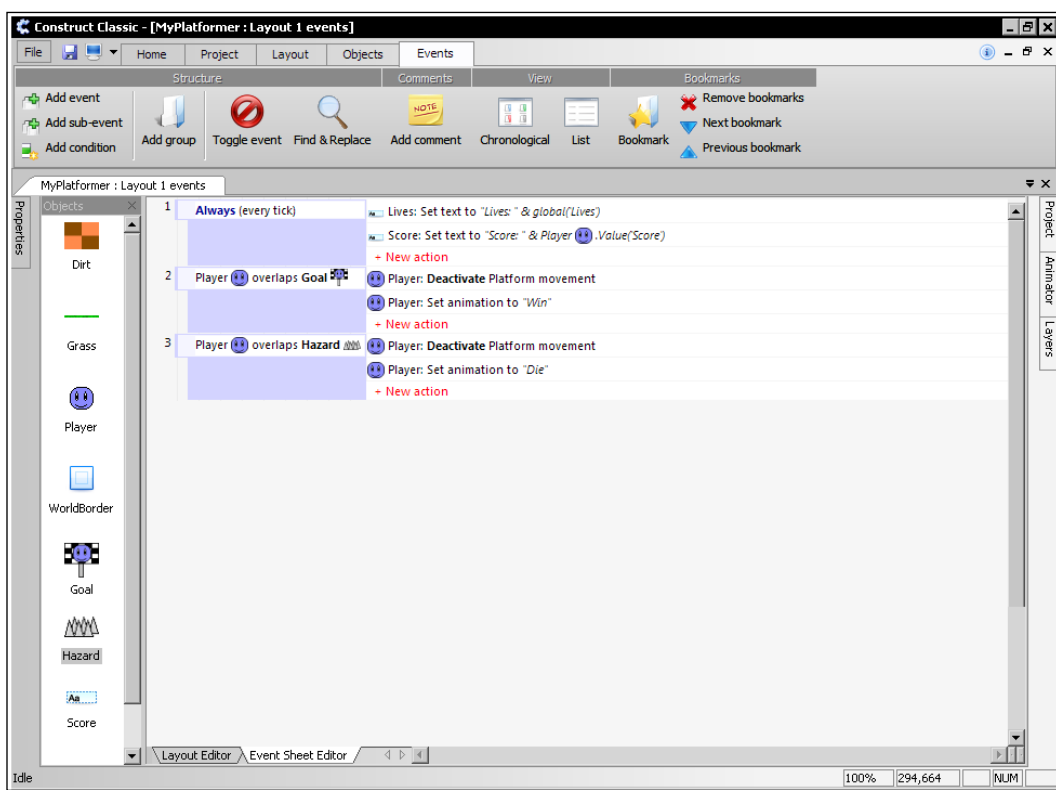 Construct Classic - [MyPlatformer : Layout 1 events]
File Home Project Layout Objects Events
Structure Comments View Bookmarks
Add event
Add sub-event
Add condition
Add group
Toggle event
Find & Replace
NOTE
Add comment
Chronological
List
Bookmark
Remove bookmarks
Next bookmark
Previous bookmark
MyPlatformer : Layout 1 events
Properties
Objects
Dirt
Grass
Player
WorldBorder
Goal
Hazard
Aa
Score
1 Always (every tick)
Aa Lives: Set text to "Lives: " & global('Lives')
Aa Score: Set text to "Score: " & Player .Value('Score')
+ New action
2 Player overlaps Goal
Player: Deactivate Platform movement
Player: Set animation to "Win"
+ New action
3 Player overlaps Hazard
Player: Deactivate Platform movement
Player: Set animation to "Die"
+ New action
Project
Animator
Layers
Layout Editor Event Sheet Editor
Idle 100% 294,664 NUM